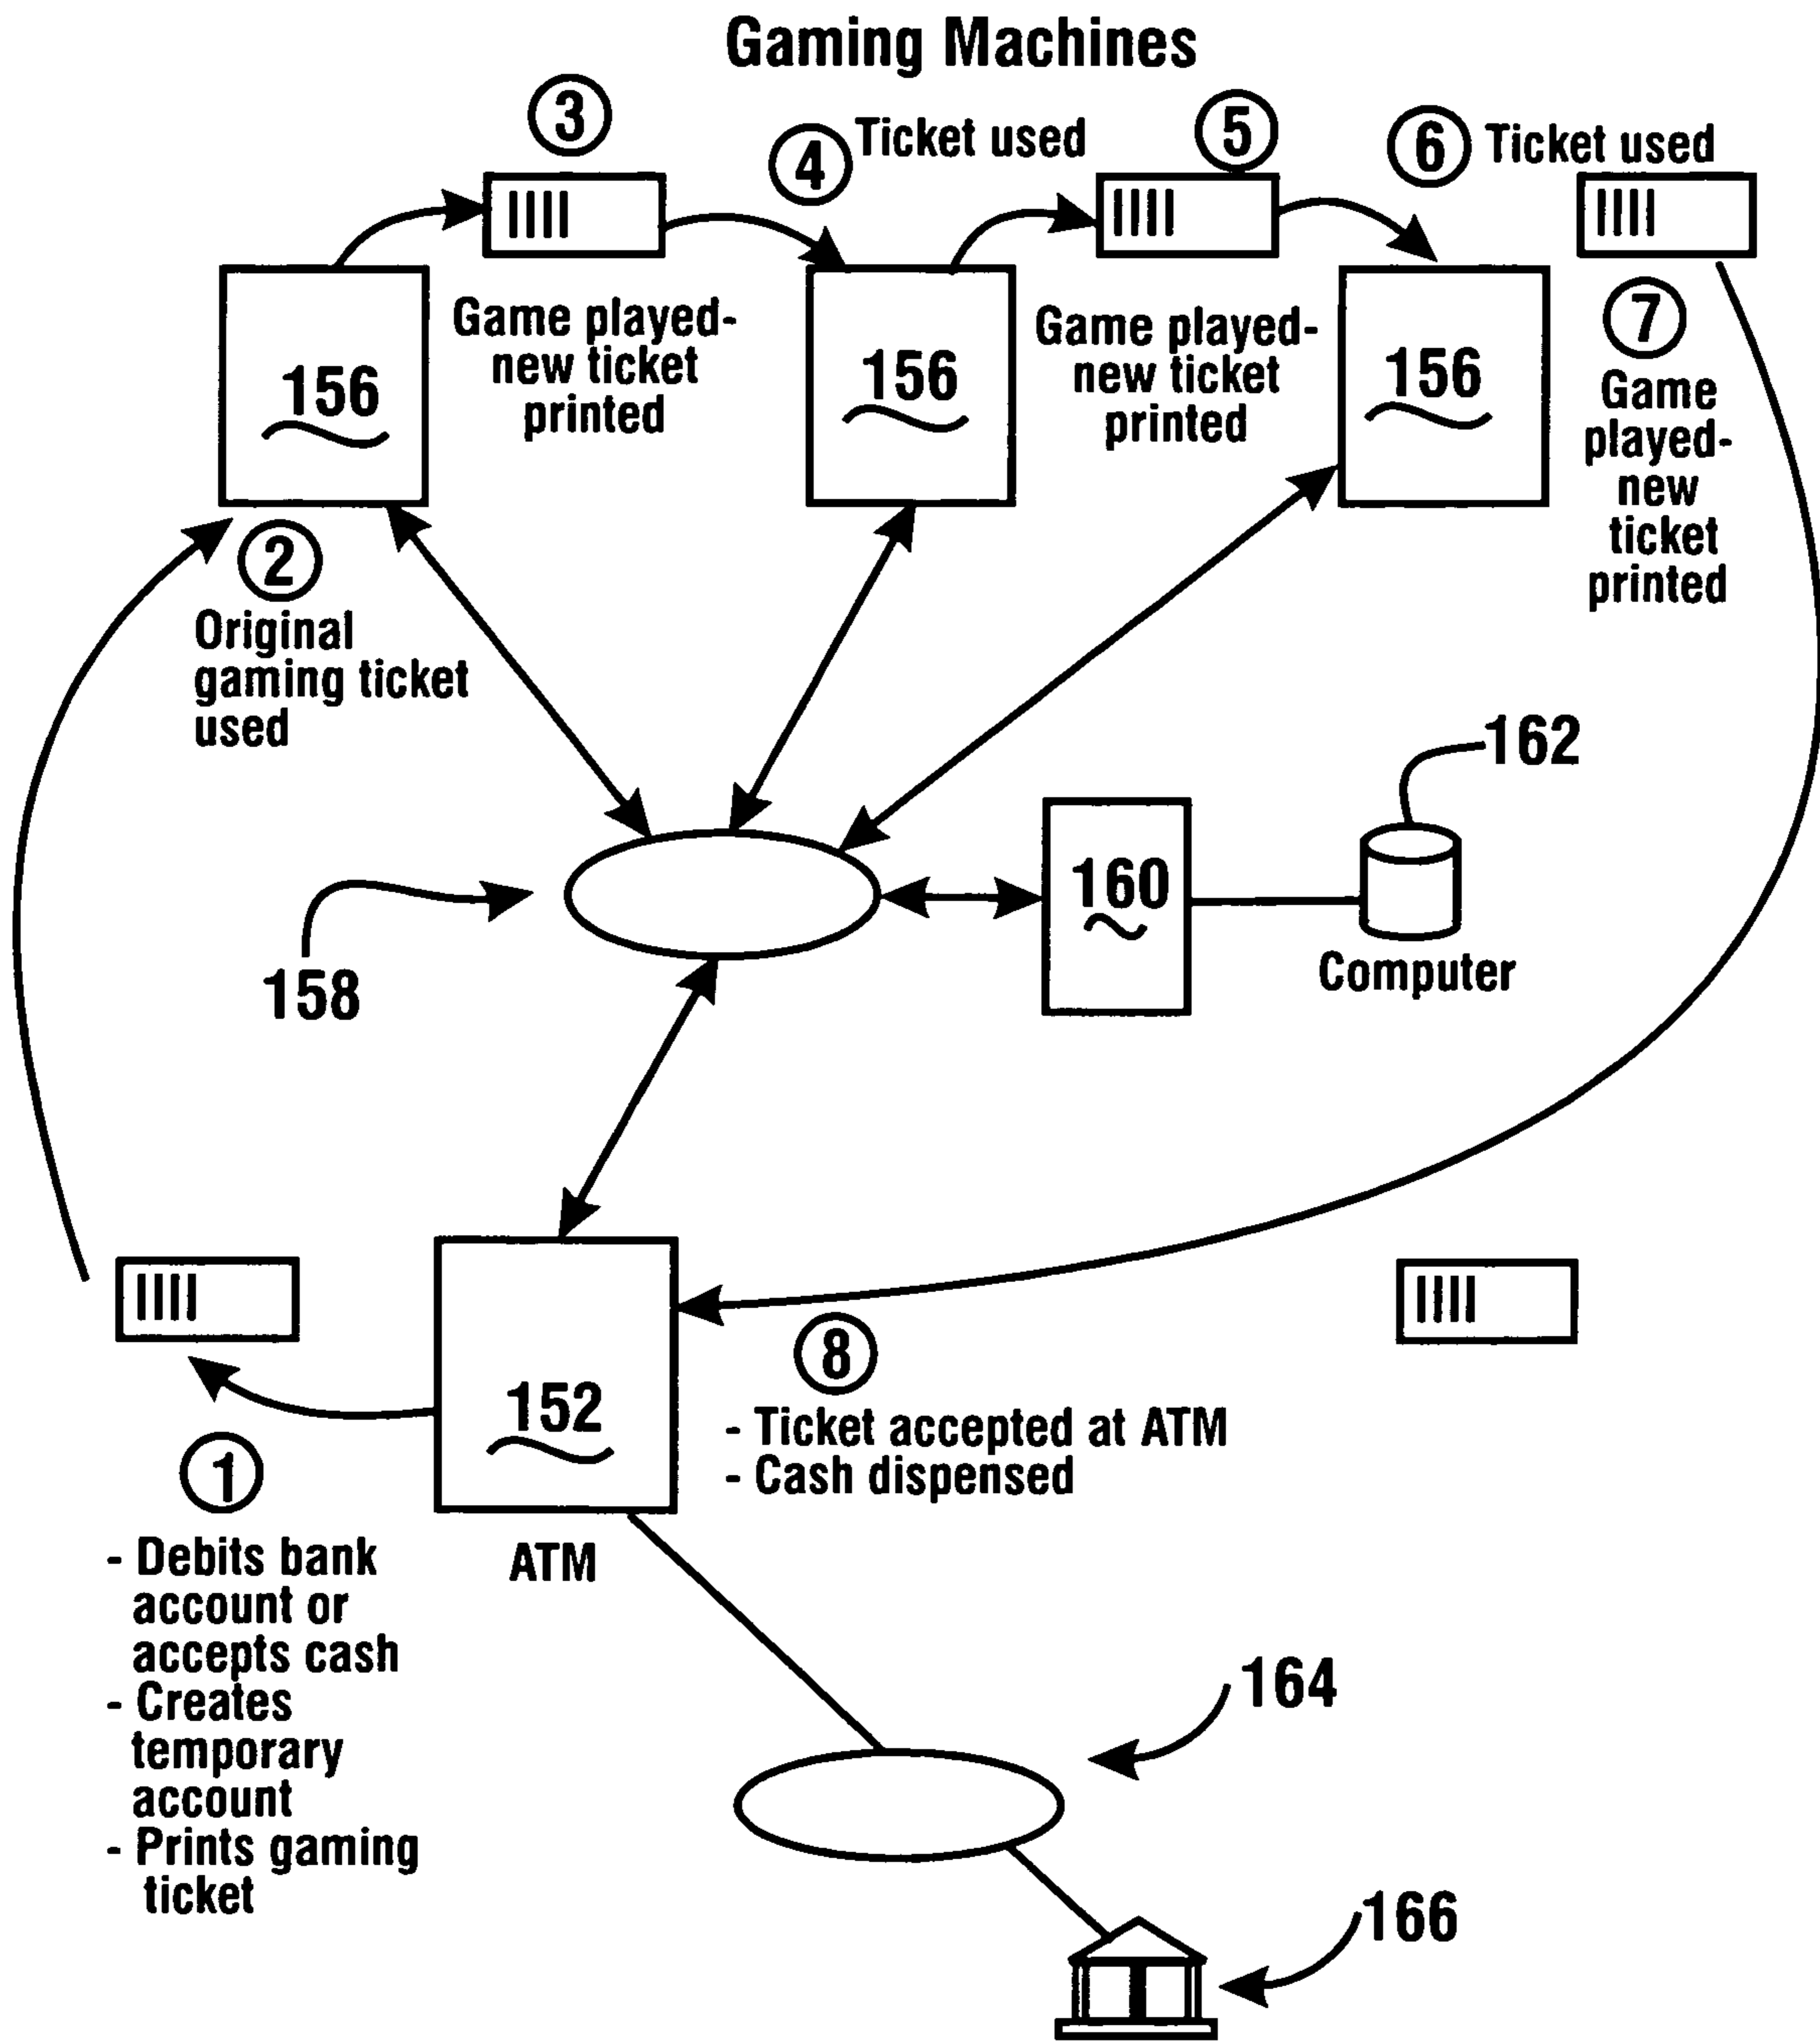 Gaming Machines
3
4 Ticket used
5
6 Ticket used
156
Game played-
new ticket
printed
156
Game played-
new ticket
printed
156
7
Game
played-
new
ticket
printed
2
Original
gaming ticket
used
162
160
Computer
158
152
ATM
8
- Ticket accepted at ATM
- Cash dispensed
1
- Debits bank
account or
accepts cash
- Creates
temporary
account
- Prints gaming
ticket
164
166